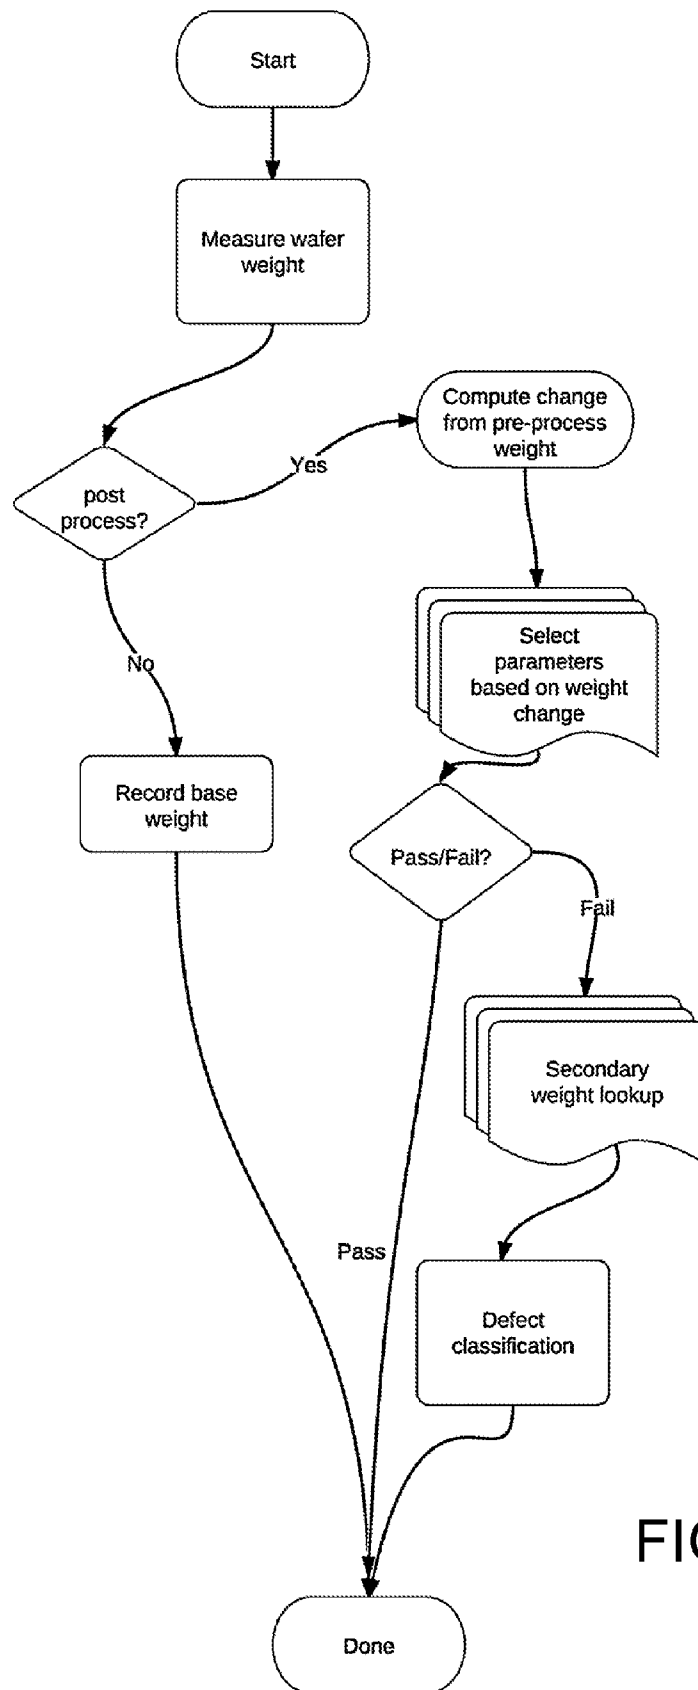 Start
Measure wafer
weight
Compute change
from pre-process
weight
Yes
post
process?
Select
parameters
based on weight
change
No
Record base
weight
Pass/Fail?
Fail
Secondary
weight lookup
Pass
Defect
classification
FIG
Done